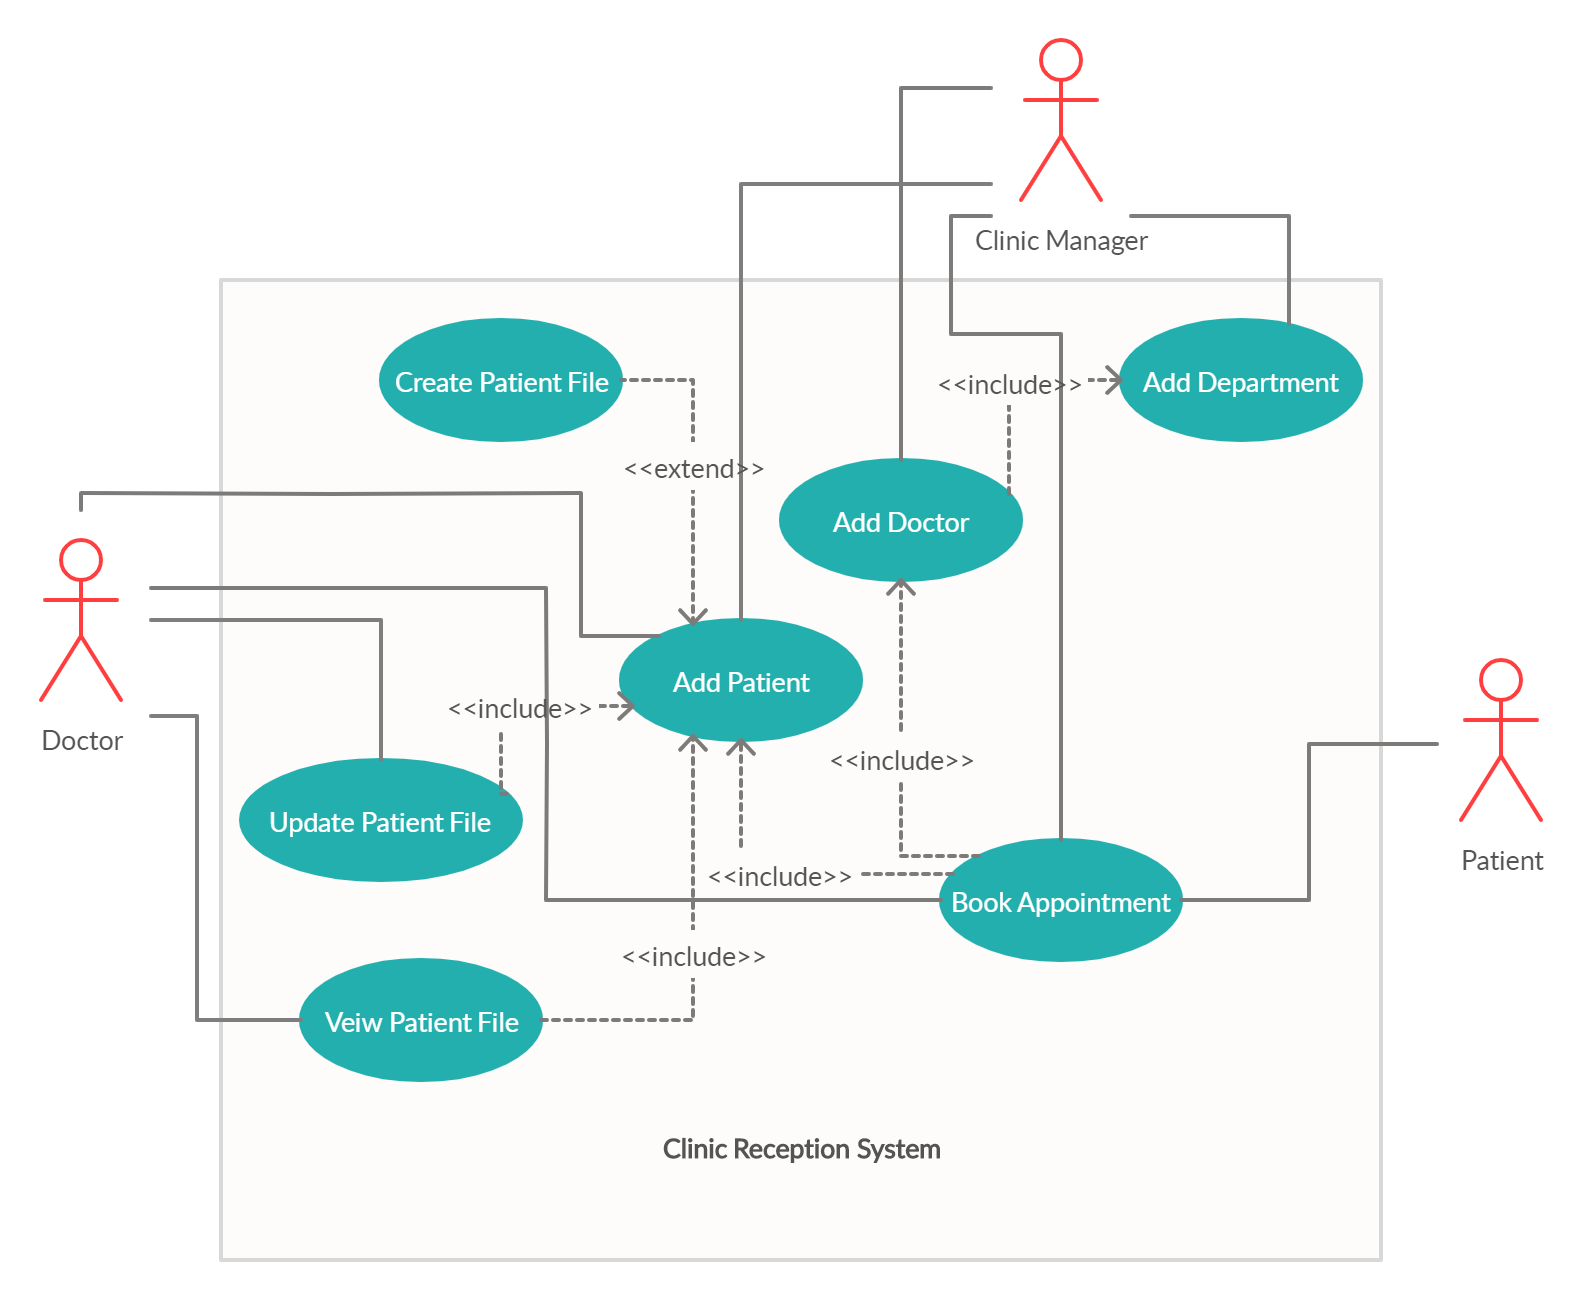 Clinic Manager
Create Patient File
<<include>>
Add Department
<<extend>>
Add Doctor
Add Patient
<<include>>
Doctor
<<include>>
Update Patient File
Patient
<<include>>
Book Appointment
<<include>>
Veiw Patient File
Clinic Reception System